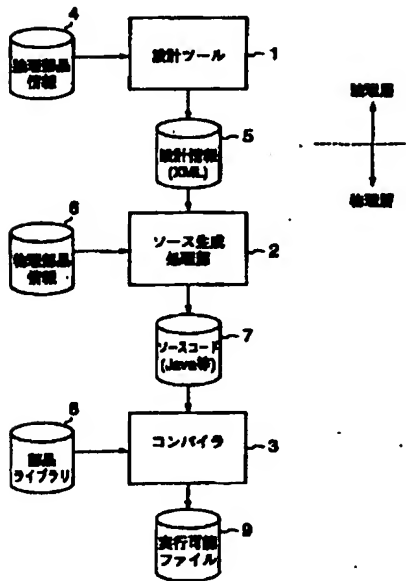 4
論理部品
情報
設計ツール
1
論理層
5
設計情報
(XML)
物理層
6
物理部品
情報
ソース生成
処理部
2
7
ソースコード
(Java等)
8
部品
ライブラリ
コンパイラ
3
9
実行可能
ファイル